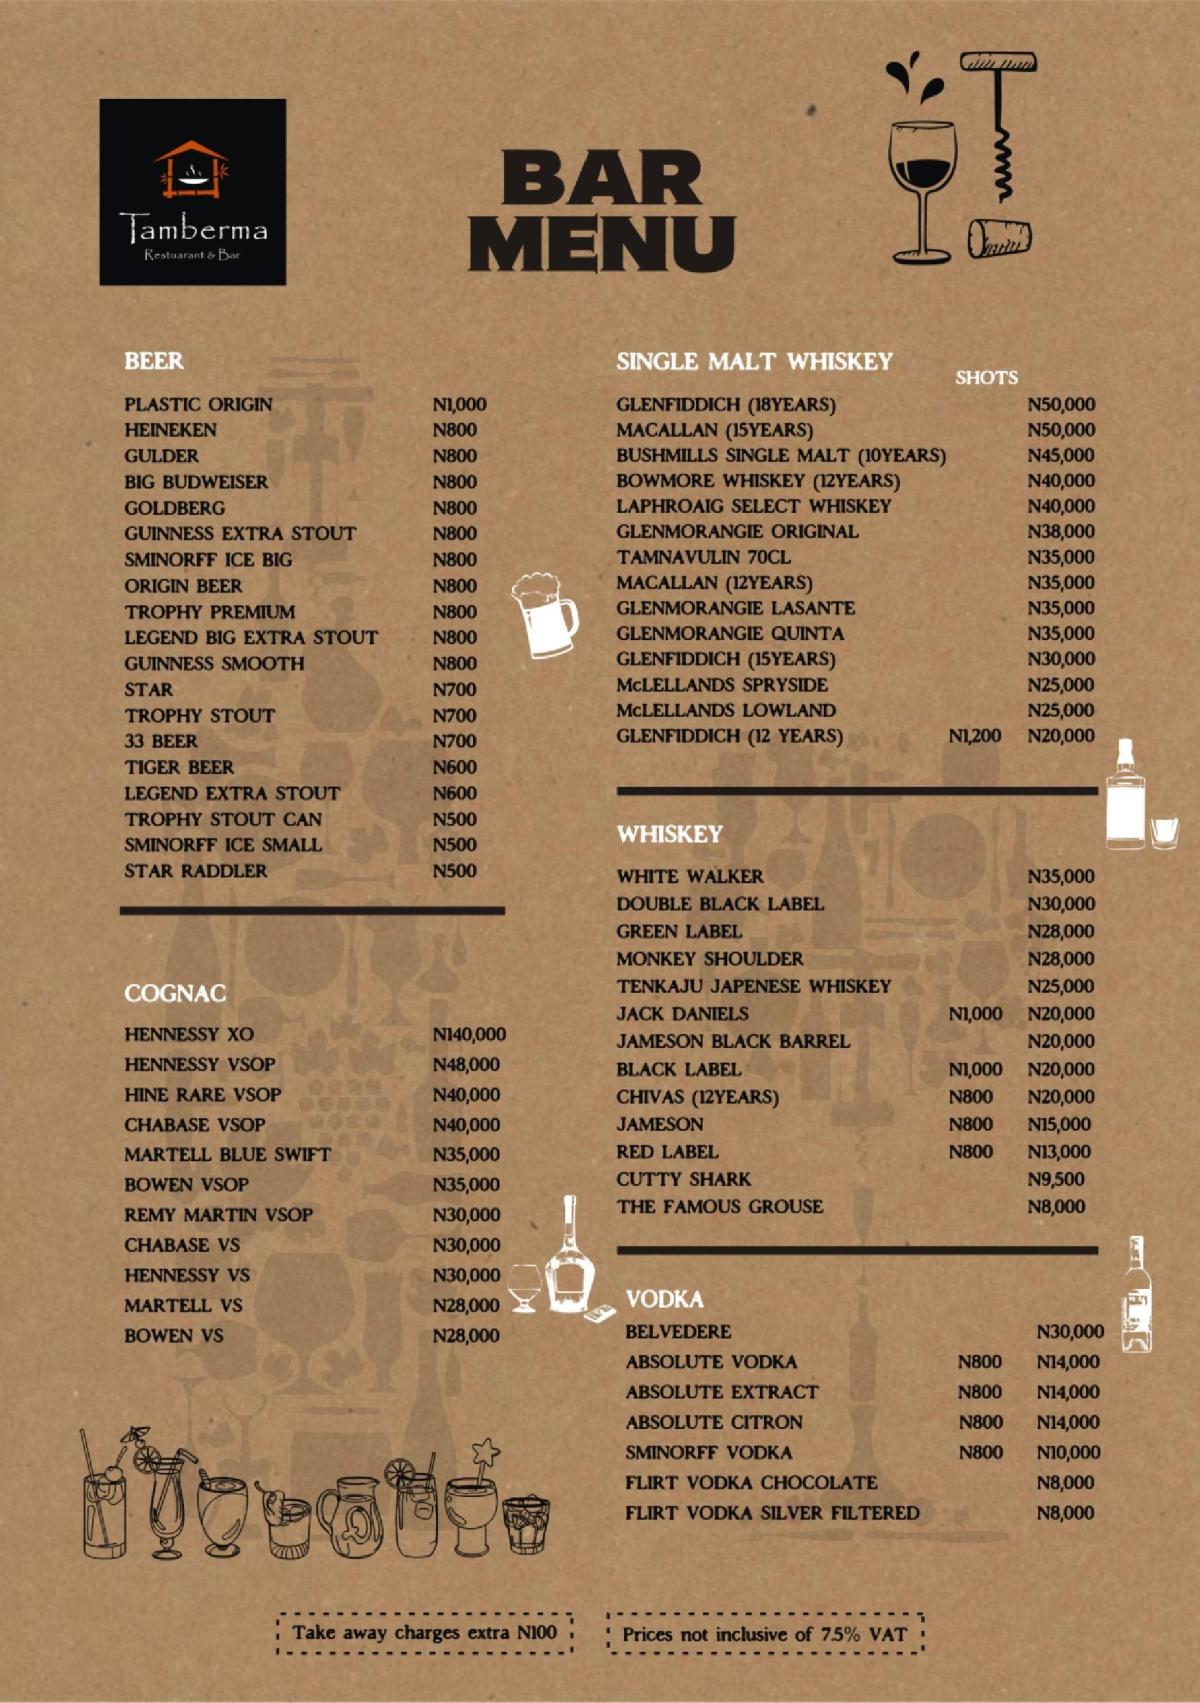 Tamberma
Restuarant & Bar
BAR
MENU
BEER
PLASTIC ORIGIN N1,000
HEINEKEN N800
GULDER N800
BIG BUDWEISER N800
GOLDBERG N800
GUINNESS EXTRA STOUT N800
SMINORFF ICE BIG N800
ORIGIN BEER N800
TROPHY PREMIUM N800
LEGEND BIG EXTRA STOUT N800
GUINNESS SMOOTH N800
STAR N700
TROPHY STOUT N700
33 BEER N700
TIGER BEER N600
LEGEND EXTRA STOUT N600
TROPHY STOUT CAN N500
SMINORFF ICE SMALL N500
STAR RADDLER N500
COGNAC
HENNESSY XO N140,000
HENNESSY VSOP N48,000
HINE RARE VSOP N40,000
CHABASE VSOP N40,000
MARTELL BLUE SWIFT N35,000
BOWEN VSOP N35,000
REMY MARTIN VSOP N30,000
CHABASE VS N30,000
HENNESSY VS N30,000
MARTELL VS N28,000
BOWEN VS N28,000
SINGLE MALT WHISKEY
SHOTS
GLENFIDDICH (18YEARS) N50,000
MACALLAN (15YEARS) N50,000
BUSHMILLS SINGLE MALT (10YEARS) N45,000
BOWMORE WHISKEY (12YEARS) N40,000
LAPHROAIG SELECT WHISKEY N40,000
GLENMORANGIE ORIGINAL N38,000
TAMNAVULIN 70CL N35,000
MACALLAN (12YEARS) N35,000
GLENMORANGIE LASANTE N35,000
GLENMORANGIE QUINTA N35,000
GLENFIDDICH (15YEARS) N30,000
McLELLANDS SPRYSIDE N25,000
McLELLANDS LOWLAND N25,000
GLENFIDDICH (12 YEARS) N1,200 N20,000
WHISKEY
WHITE WALKER N35,000
DOUBLE BLACK LABEL N30,000
GREEN LABEL N28,000
MONKEY SHOULDER N28,000
TENKAJU JAPENESE WHISKEY N25,000
JACK DANIELS N1,000 N20,000
JAMESON BLACK BARREL N20,000
BLACK LABEL N1,000 N20,000
CHIVAS (12YEARS) N800 N20,000
JAMESON N800 N15,000
RED LABEL N800 N13,000
CUTTY SHARK N9,500
THE FAMOUS GROUSE N8,000
VODKA
BELVEDERE N30,000
ABSOLUTE VODKA N800 N14,000
ABSOLUTE EXTRACT N800 N14,000
ABSOLUTE CITRON N800 N14,000
SMINORFF VODKA N800 N10,000
FLIRT VODKA CHOCOLATE N8,000
FLIRT VODKA SILVER FILTERED N8,000
Take away charges extra N100
Prices not inclusive of 7.5% VAT